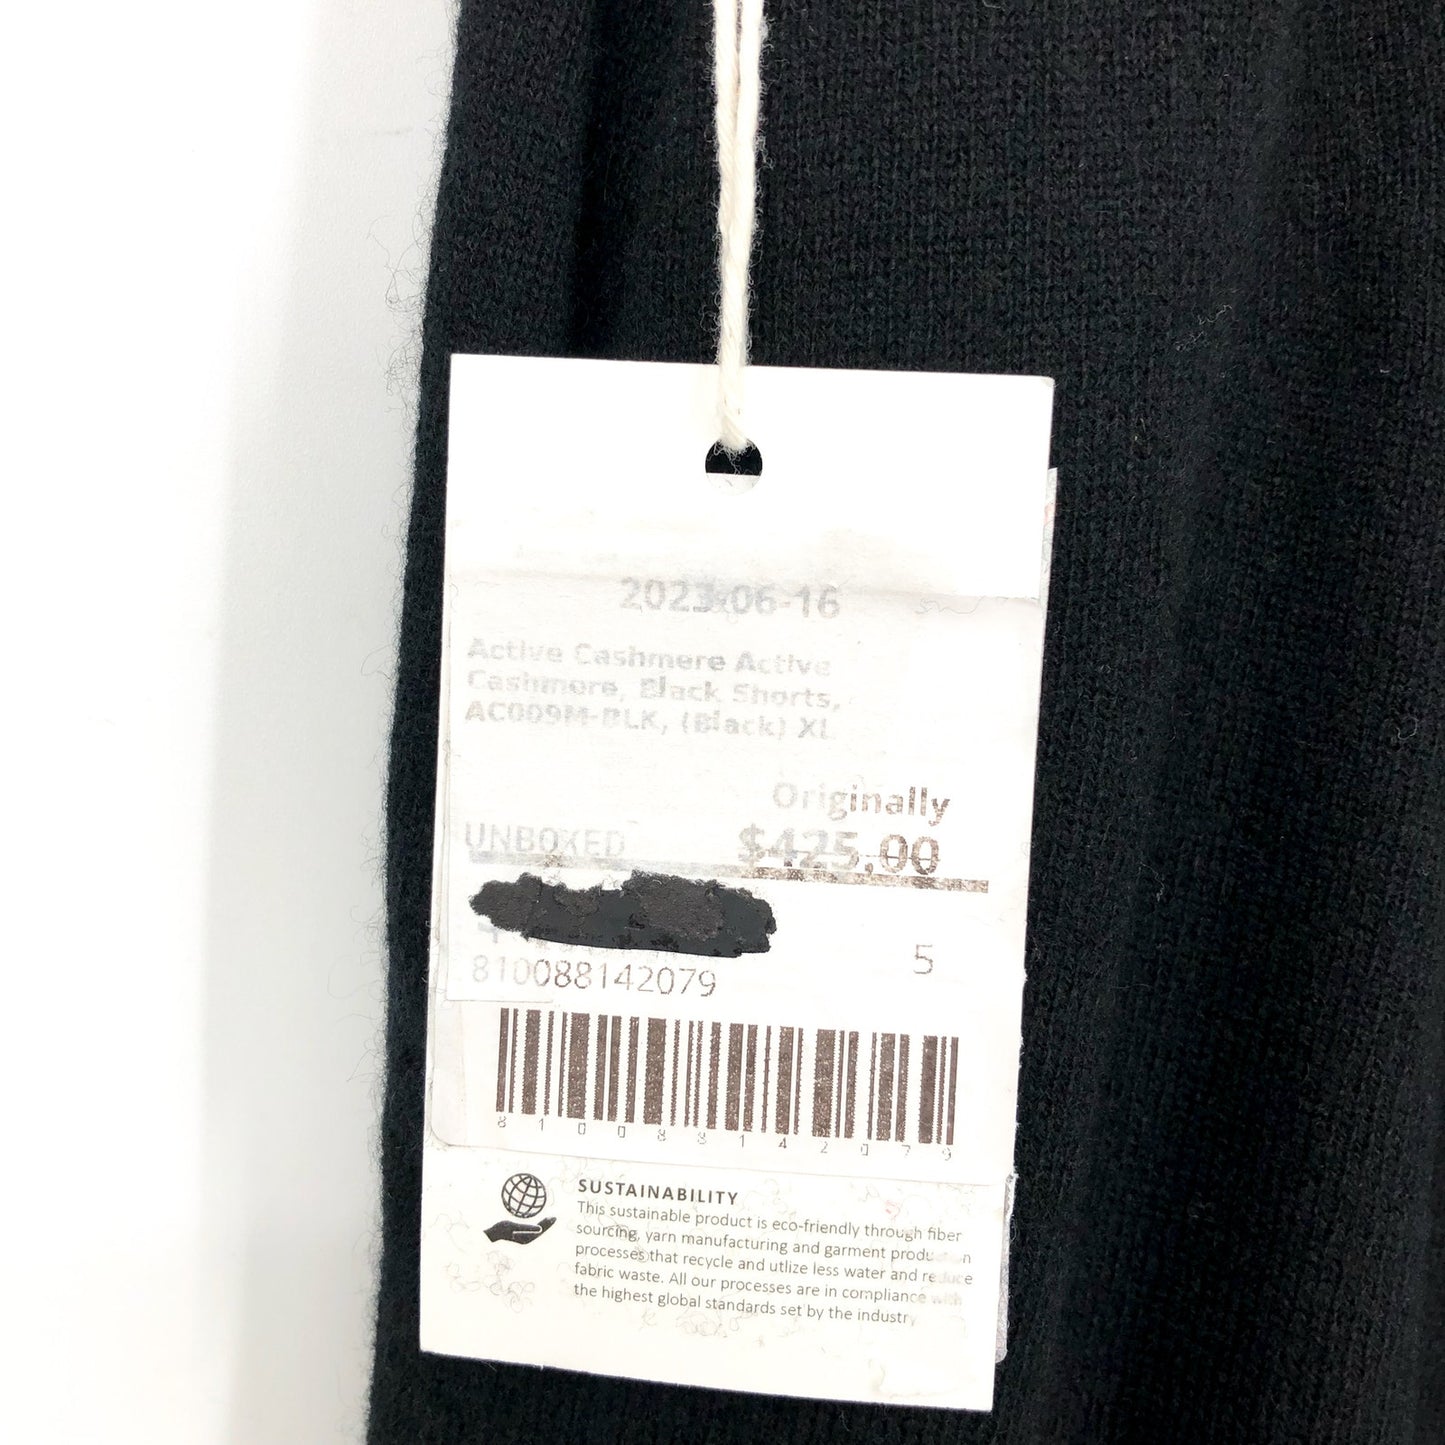 2023-06-16
Active Cashmere Active
Cashmore, Black Shorts,
AC009M-BLK, (Black) XL
Originally
UNBOXED $425.00
5
810088142079
810088142079
SUSTAINABILITY
This sustainable product is eco-friendly through fiber
sourcing, yarn manufacturing and garment production
processes that recycle and utlize less water and reduce
fabric waste. All our processes are in compliance with
the highest global standards set by the industry